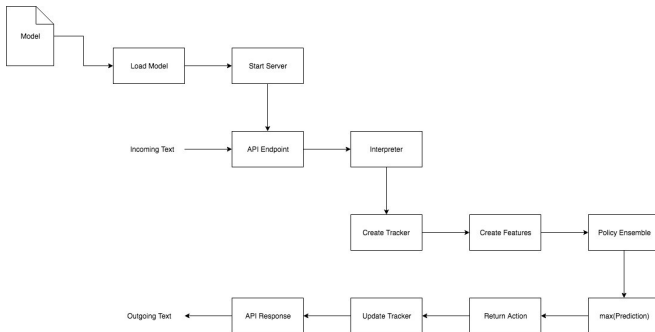 Model
Load Model
Start Server
Incoming Text
API Endpoint
Interpreter
Create Tracker
Create Features
Policy Ensemble
Outgoing Text
API Response
Update Tracker
Return Action
max(Prediction)